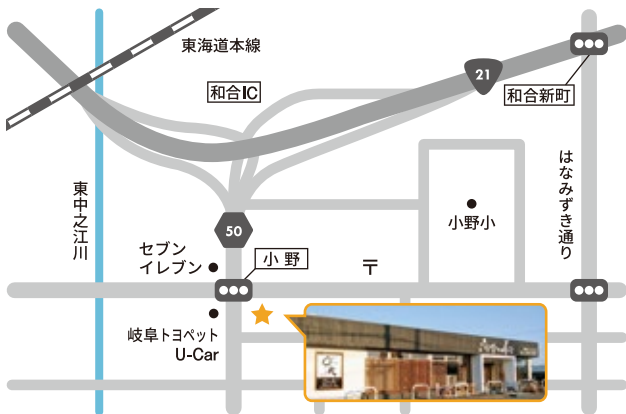 東海道本線
和合IC
21
和合新町
はなみずき通り
東中之江川
小野小
50
セブン
イレブン
小野
〒
岐阜トヨペット
U-Car